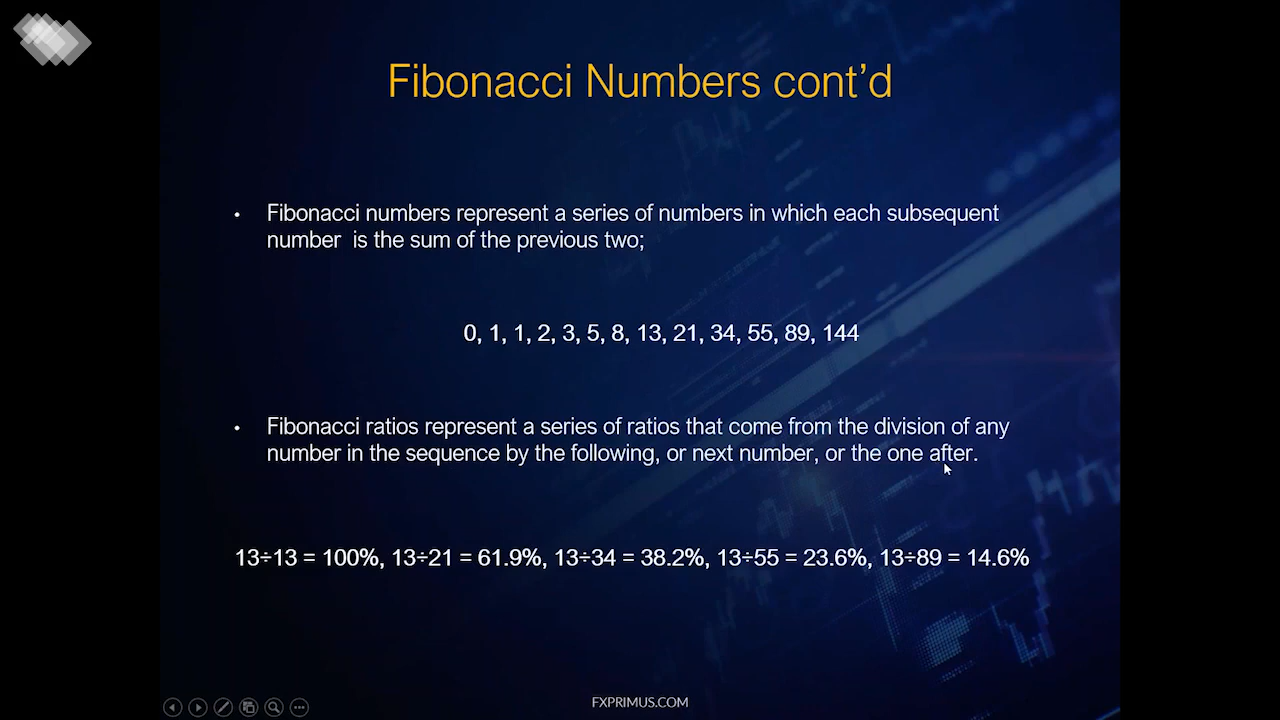 Fibonacci Numbers cont’d
• Fibonacci numbers represent a series of numbers in which each subsequent
number  is the sum of the previous two;
0, 1, 1, 2, 3, 5, 8, 13, 21, 34, 55, 89, 144
• Fibonacci ratios represent a series of ratios that come from the division of any
number in the sequence by the following, or next number, or the one after.
13÷13 = 100%, 13÷21 = 61.9%, 13÷34 = 38.2%, 13÷55 = 23.6%, 13÷89 = 14.6%
FXPRIMUS.COM